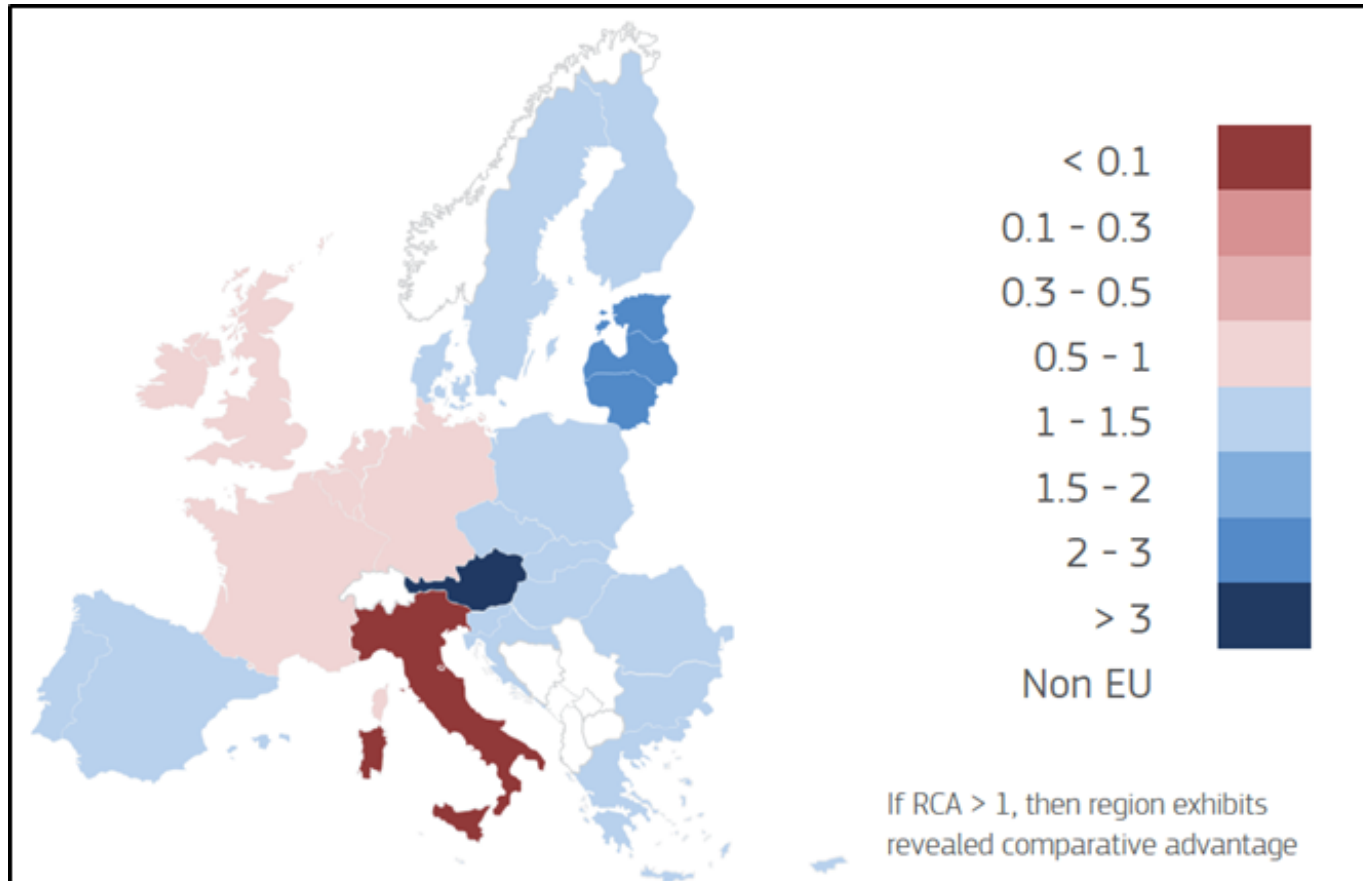 < 0.1
0.1 - 0.3
0.3 - 0.5
0.5 - 1
1 - 1.5
1.5 - 2
2 - 3
> 3
Non EU
If RCA > 1, then region exhibits
revealed comparative advantage